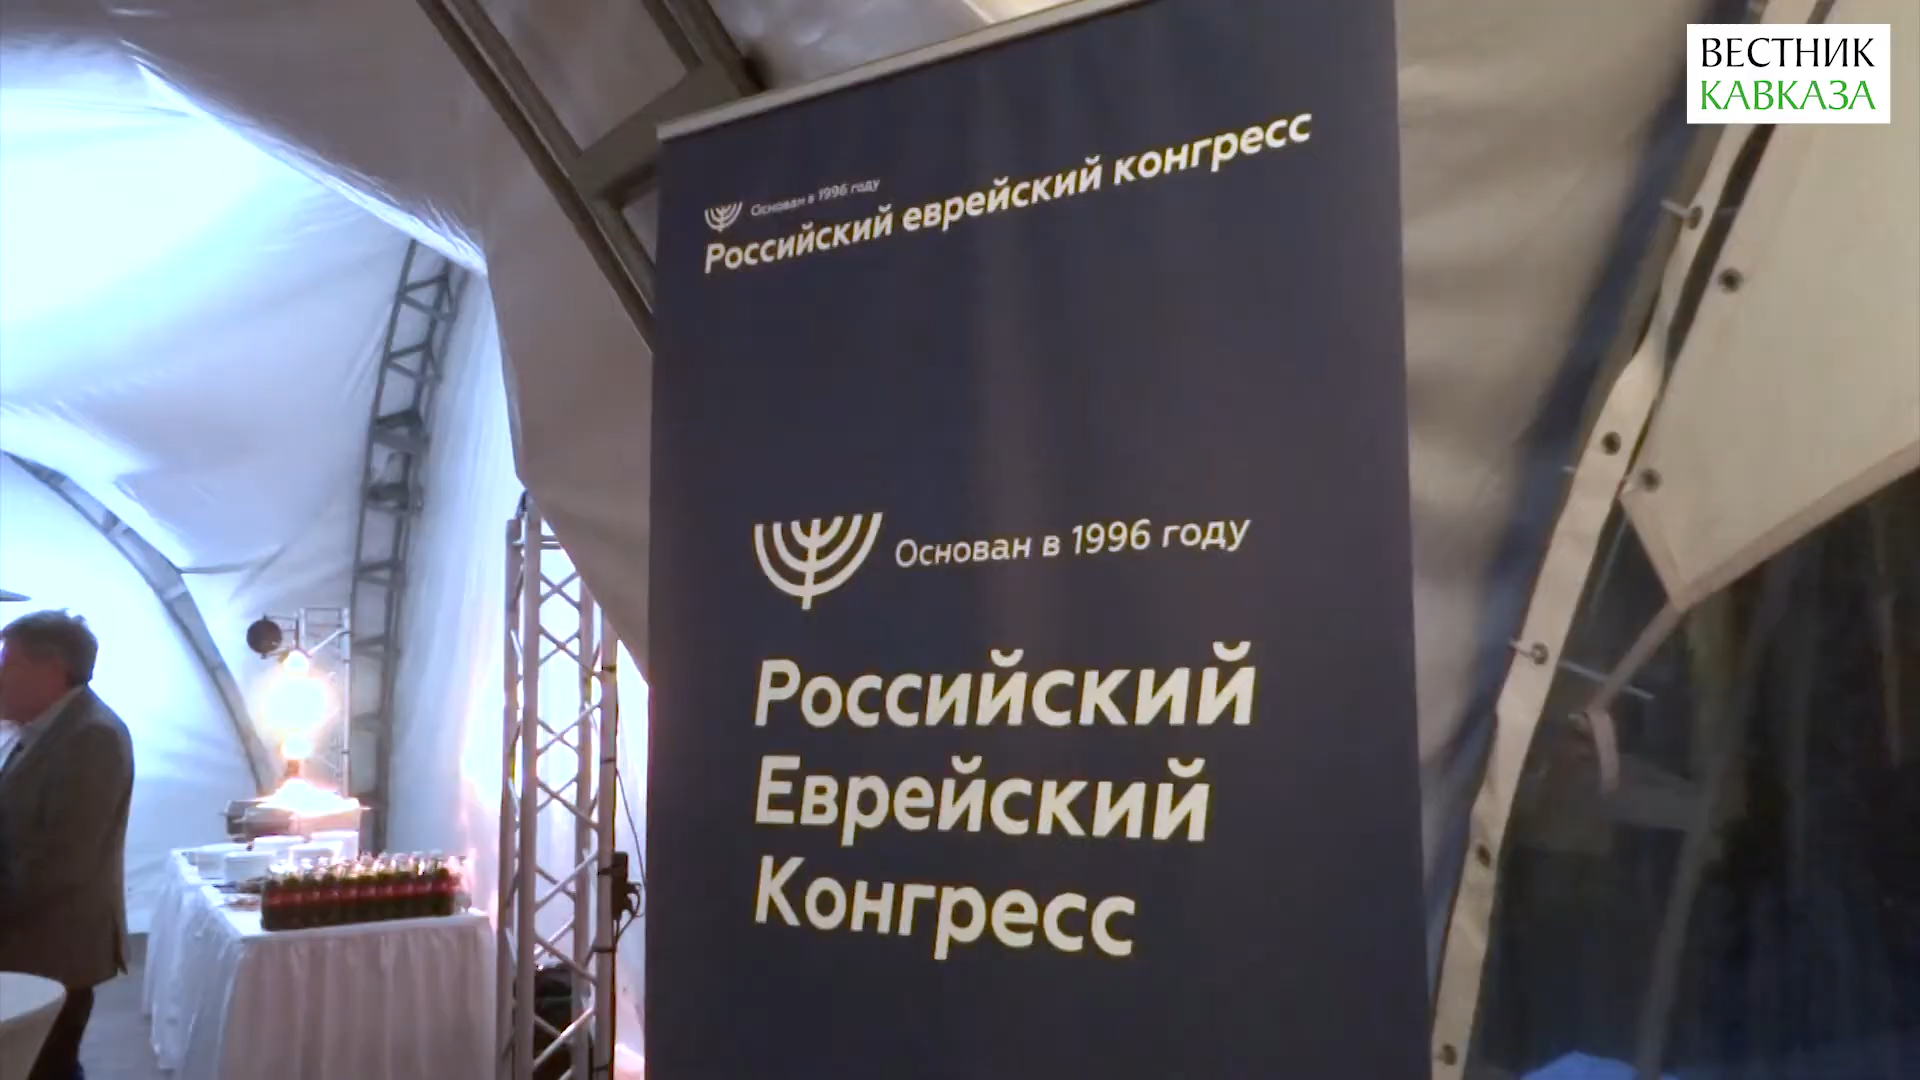 ВЕСТНИК
КАВКАЗА
Основан в 1996 году
Российский еврейский конгресс
Основан в 1996 году
Российский
Еврейский
Конгресс